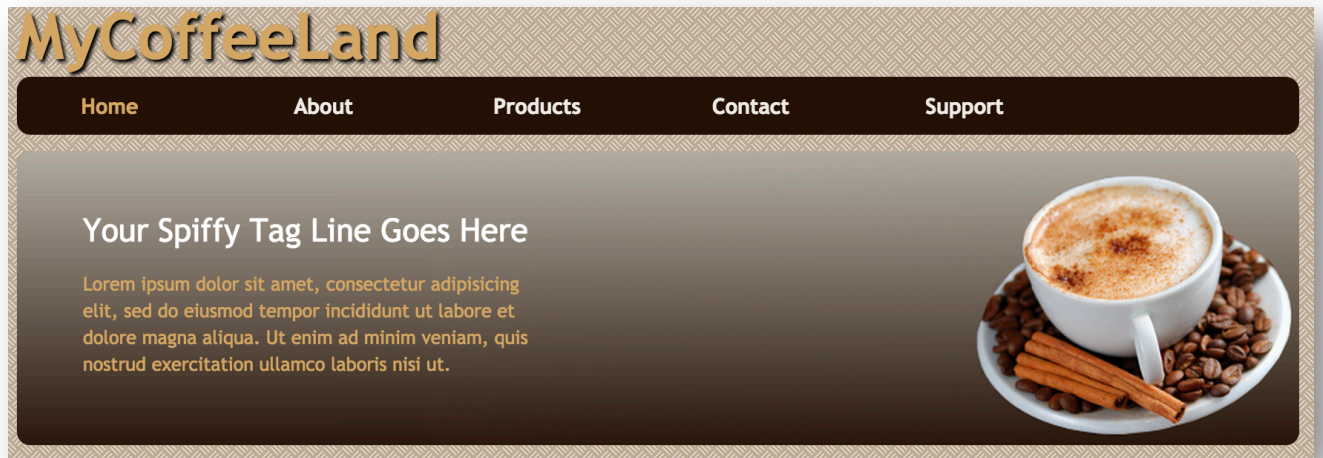 MyCoffeeLand
Home About Products Contact Support
Your Spiffy Tag Line Goes Here
Lorem ipsum dolor sit amet, consectetur adipisicing
elit, sed do eiusmod tempor incididunt ut labore et
dolore magna aliqua. Ut enim ad minim veniam, quis
nostrud exercitation ullamco laboris nisi ut.